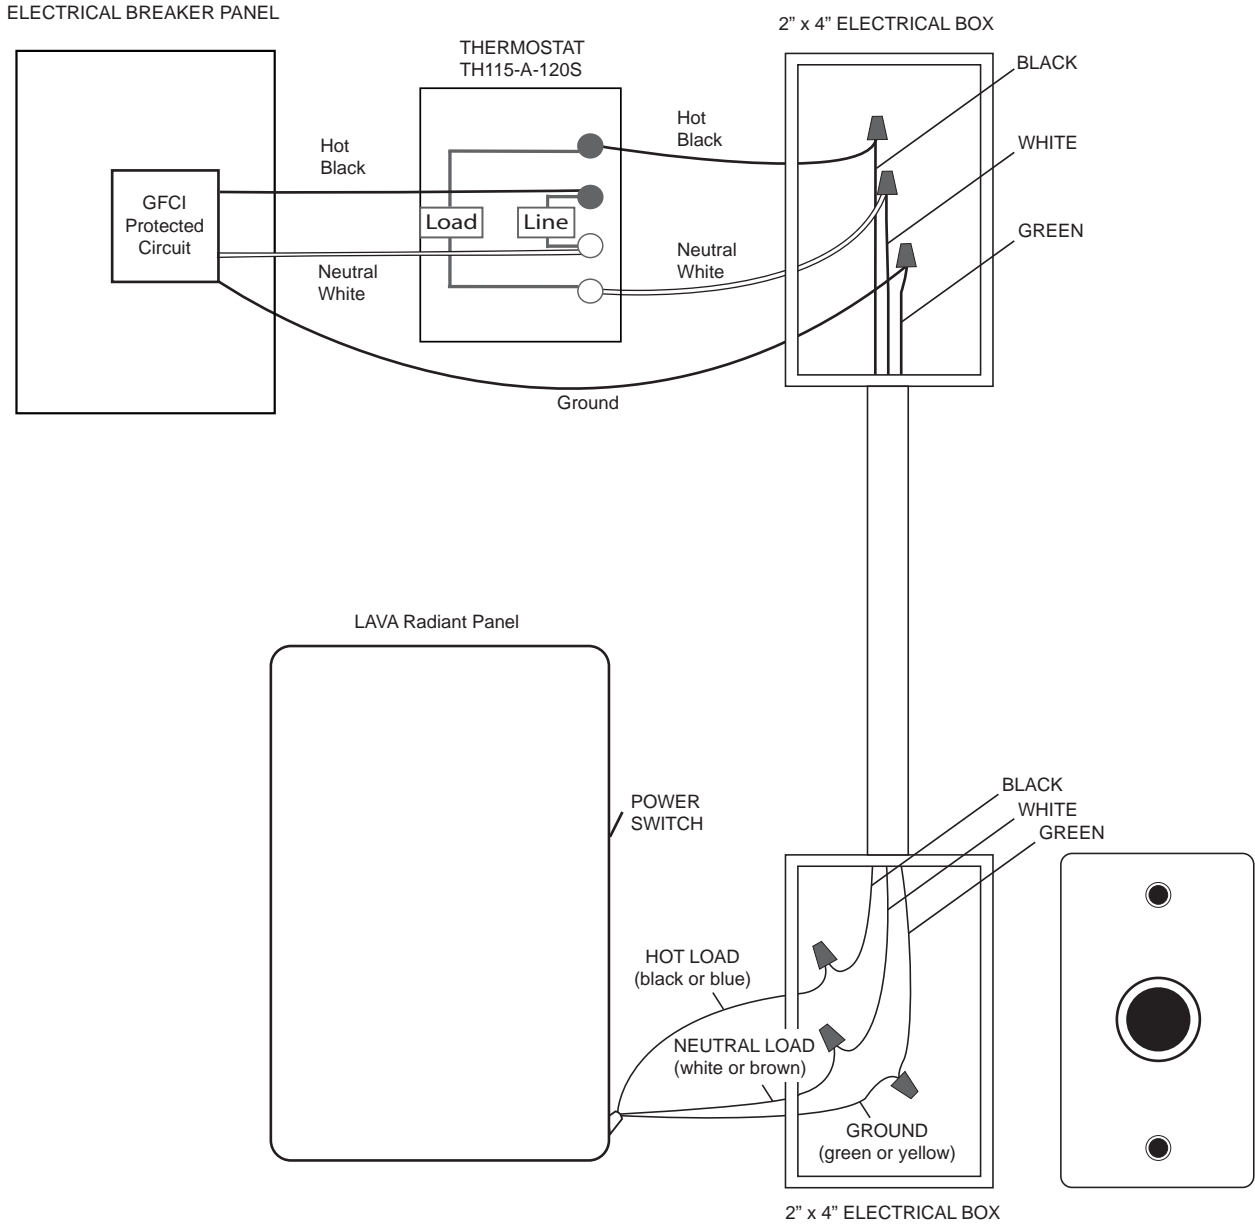 ELECTRICAL BREAKER PANEL
2” x 4” ELECTRICAL BOX
THERMOSTAT
TH115-A-120S
BLACK
Hot
Black
Hot
Black
WHITE
GFCI
Protected
Circuit
Load
Line
GREEN
Neutral
White
Neutral
White
Ground
LAVA Radiant Panel
POWER
SWITCH
BLACK
WHITE
GREEN
HOT LOAD
(black or blue)
NEUTRAL LOAD
(white or brown)
GROUND
(green or yellow)
2” x 4” ELECTRICAL BOX